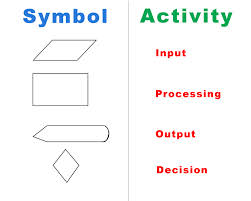 Symbol Activity
Input
Processing
Output
Decision